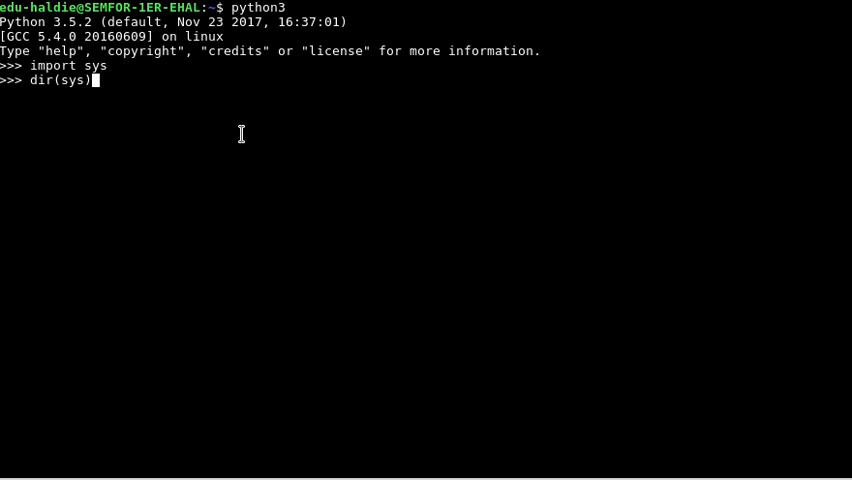 edu-haldie@SEMFOR-1ER-EHAL:~$ python3
Python 3.5.2 (default, Nov 23 2017, 16:37:01)
[GCC 5.4.0 20160609] on linux
Type "help", "copyright", "credits" or "license" for more information.
>>> import sys
>>> dir(sys)